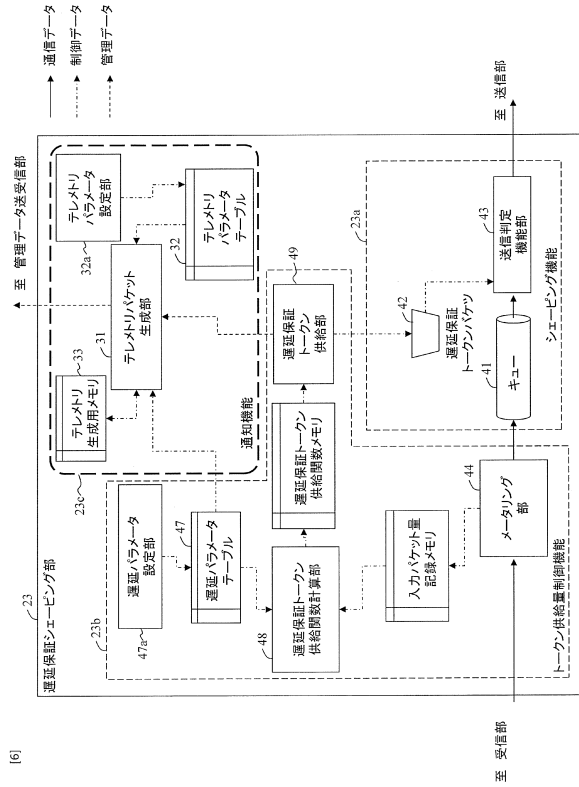 [6]
23
遅延保証シェーピング部
至 管理データ送受信部
通信データ
制御データ
管理データ
23c
33
テレメトリ
生成用メモリ
31
テレメトリパケット
生成部
32a
テレメトリ
パラメータ
設定部
32
テレメトリ
パラメータ
テーブル
通知機能
23b
47a
遅延パラメータ
設定部
47
遅延パラメータ
テーブル
48
遅延保証トークン
供給関数計算部
遅延保証トークン
供給関数メモリ
49
遅延保証
トークン
供給部
入力パケット量
記録メモリ
44
メータリング
部
トークン供給量制御機能
23a
42
遅延保証
トークンバケツ
41
キュー
43
送信判定
機能部
シェーピング機能
至 受信部
至 送信部